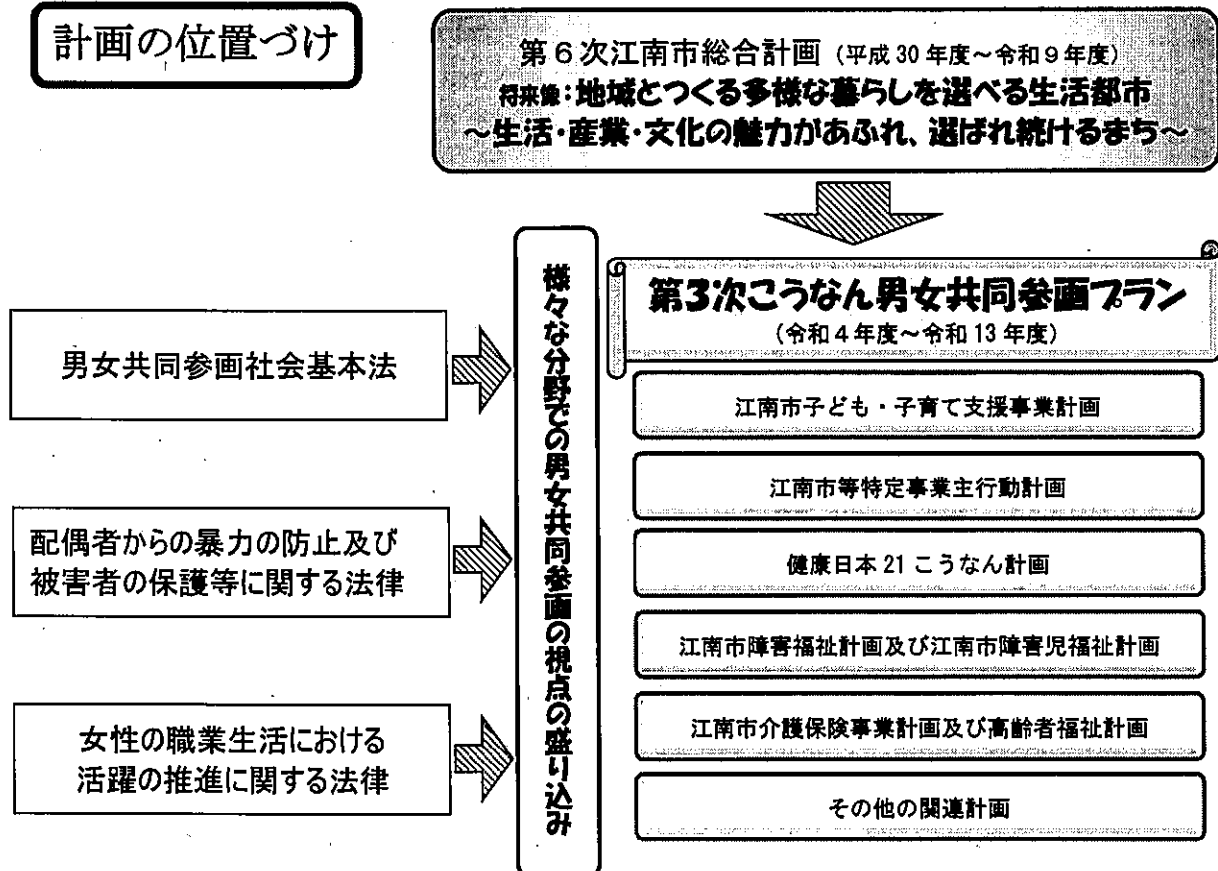 計画の位置づけ
第6次江南市総合計画（平成30年度～令和9年度）
将来像：地域とつくる多様な暮らしを選べる生活都市
～生活・産業・文化の魅力があふれ、選ばれ続けるまち～
男女共同参画社会基本法
配偶者からの暴力の防止及び
被害者の保護等に関する法律
女性の職業生活における
活躍の推進に関する法律
様々な分野での男女共同参画の視点の盛り込み
第3次こうなん男女共同参画プラン
（令和4年度～令和13年度）
江南市子ども・子育て支援事業計画
江南市等特定事業主行動計画
健康日本21こうなん計画
江南市障害福祉計画及び江南市障害児福祉計画
江南市介護保険事業計画及び高齢者福祉計画
その他の関連計画